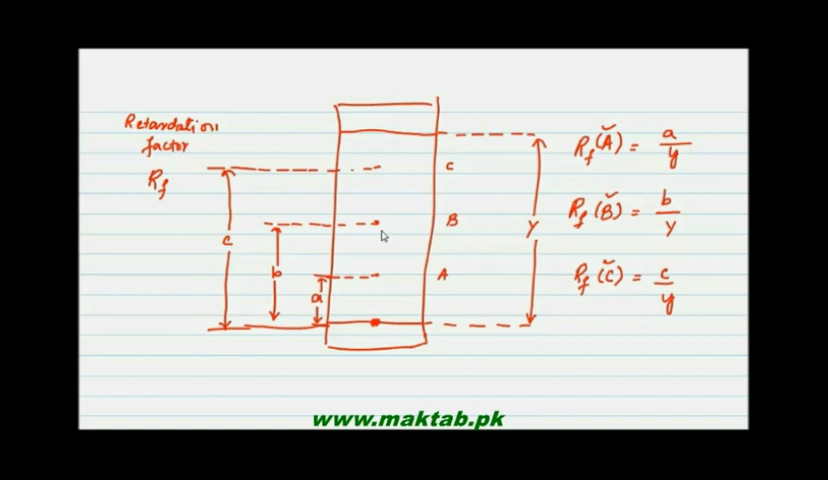 Retardation
factor
Rf
c
b
a
C
B
A
y
Rf (A) = a/y
Rf (B) = b/y
Rf (C) = c/y
www.maktab.pk